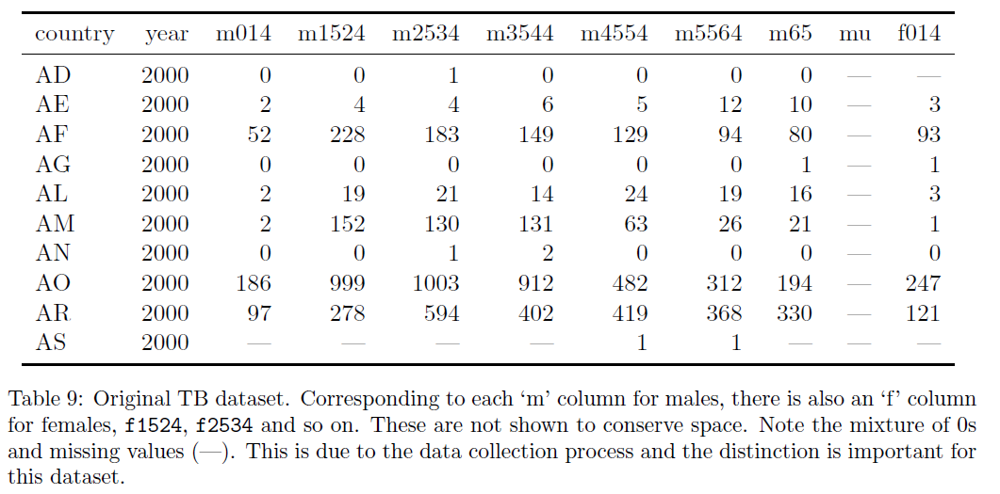 country year m014 m1524 m2534 m3544 m4554 m5564 m65 mu f014
AD 2000 0 0 1 0 0 0 0 — —
AE 2000 2 4 4 6 5 12 10 — 3
AF 2000 52 228 183 149 129 94 80 — 93
AG 2000 0 0 0 0 0 0 1 — 1
AL 2000 2 19 21 14 24 19 16 — 3
AM 2000 2 152 130 131 63 26 21 — 1
AN 2000 0 0 1 2 0 0 0 — 0
AO 2000 186 999 1003 912 482 312 194 — 247
AR 2000 97 278 594 402 419 368 330 — 121
AS 2000 — — — — 1 1 — — —
Table 9: Original TB dataset. Corresponding to each ‘m’ column for males, there is also an ‘f’ column
for females, f1524, f2534 and so on. These are not shown to conserve space. Note the mixture of 0s
and missing values (—). This is due to the data collection process and the distinction is important for
this dataset.